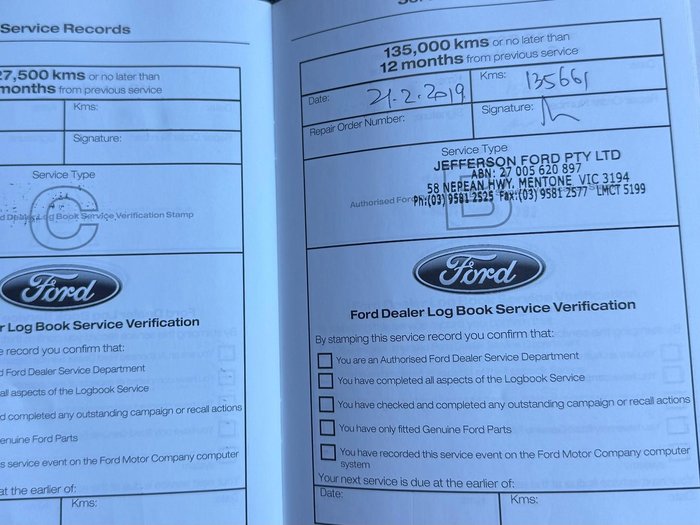 Service Records
27,500 kms or no later than
months from previous service
Kms:
Signature:
Service Type
C
d Dealer Log Book Service Verification Stamp
Ford
r Log Book Service Verification
e record you confirm that:
d Ford Dealer Service Department
all aspects of the Logbook Service
d completed any outstanding campaign or recall actions
enuine Ford Parts
s service event on the Ford Motor Company computer
at the earlier of:
Kms:
135,000 kms or no later than
12 months from previous service
Date: 21.2.2019
Kms: 135661
Repair Order Number:
Signature:
Service Type
B
JEFFERSON FORD PTY LTD
ABN: 27 005 620 897
58 NEPEAN HWY. MENTONE VIC 3194
Authorised Ford
Ph:(03) 9581 2525 Fax:(03) 9581 2577 LMCT 5199
Ford
Ford Dealer Log Book Service Verification
By stamping this service record you confirm that:
You are an Authorised Ford Dealer Service Department
You have completed all aspects of the Logbook Service
You have checked and completed any outstanding campaign or recall actions
You have only fitted Genuine Ford Parts
You have recorded this service event on the Ford Motor Company computer
system
Your next service is due at the earlier of:
Date:
Kms: